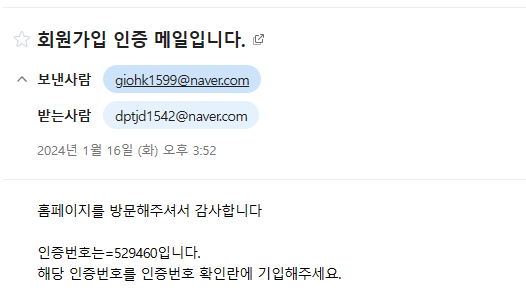 회원가입 인증 메일입니다.
보낸사람 giohk1599@naver.com
받는사람 dptjd1542@naver.com
2024년 1월 16일 (화) 오후 3:52
홈페이지를 방문해주셔서 감사합니다
인증번호는=529460입니다.
해당 인증번호를 인증번호 확인란에 기입해주세요.